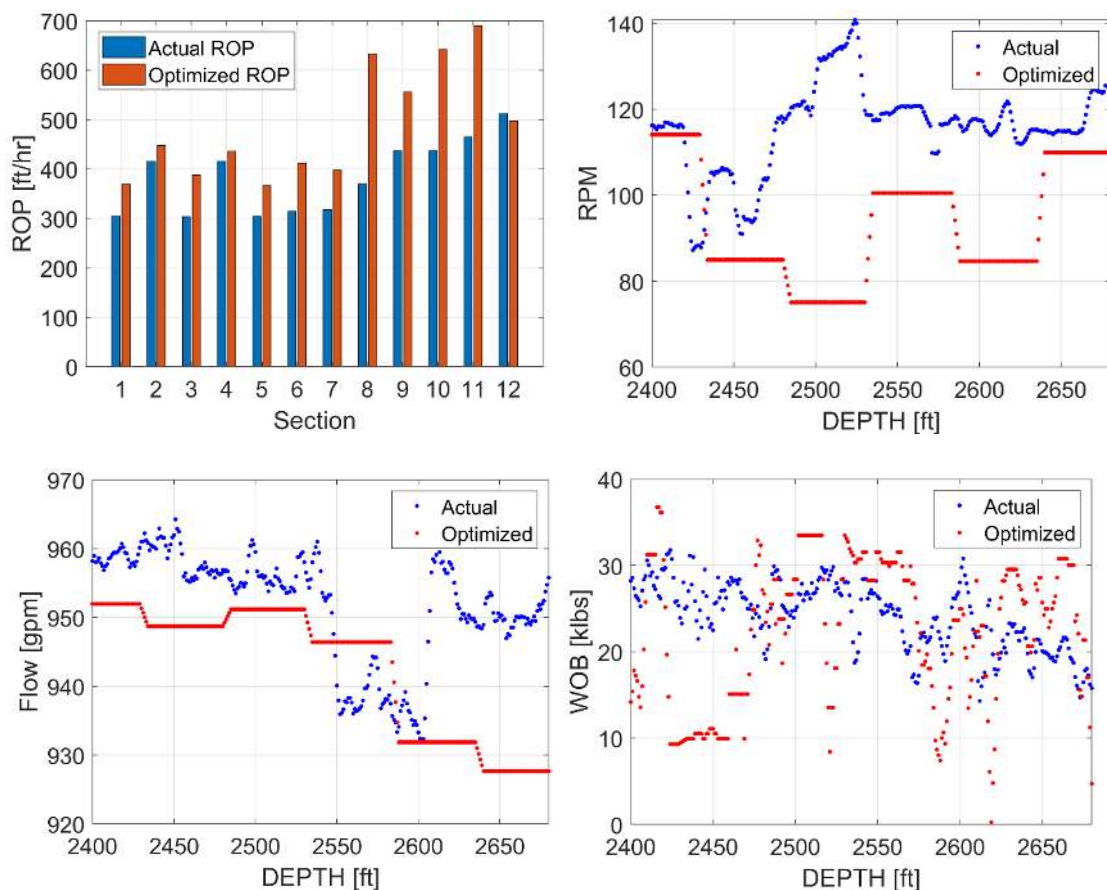 700
600
500
400
300
200
100
0
ROP [ft/hr]
Actual ROP
Optimized ROP
1 2 3 4 5 6 7 8 9 10 11 12
Section
140
120
100
80
60
RPM
Actual
Optimized
2400 2450 2500 2550 2600 2650
DEPTH [ft]
970
960
950
940
930
920
Flow [gpm]
Actual
Optimized
2400 2450 2500 2550 2600 2650
DEPTH [ft]
40
30
20
10
0
WOB [klbs]
Actual
Optimized
2400 2450 2500 2550 2600 2650
DEPTH [ft]